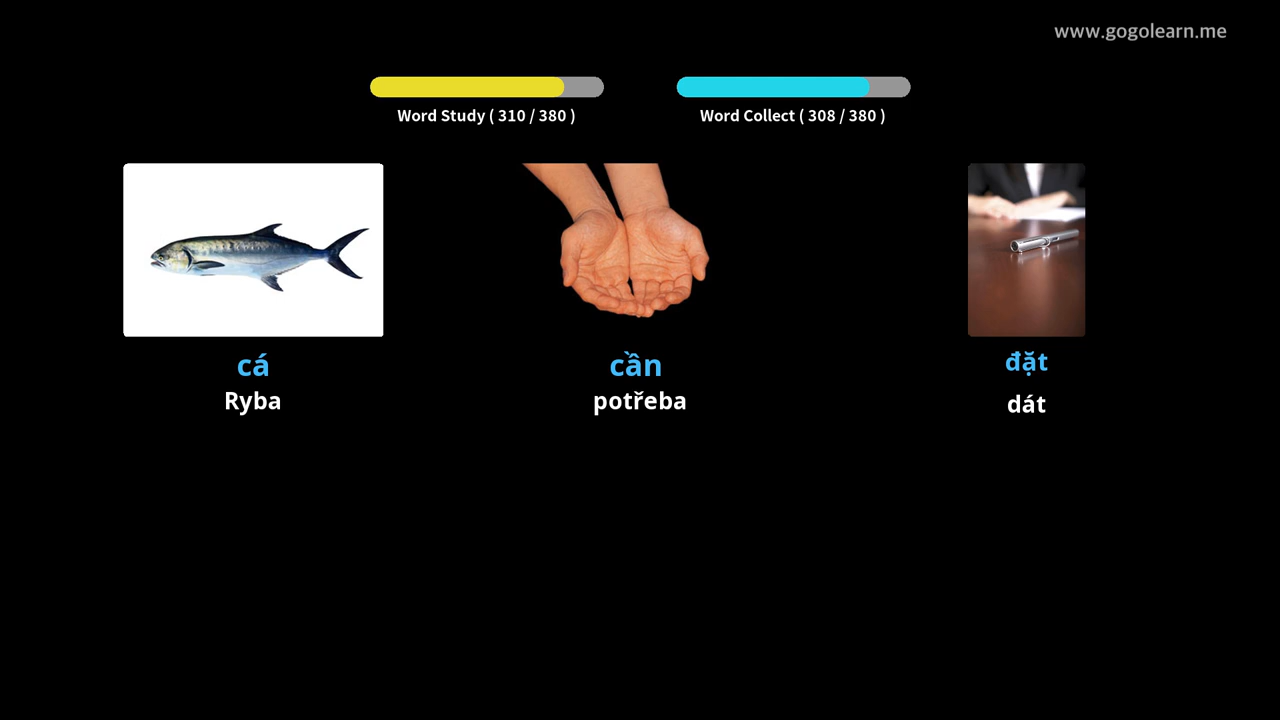 www.gogolearn.me
Word Study ( 310 / 380 )
Word Collect ( 308 / 380 )
cá
Ryba
cần
potřeba
đặt
dát